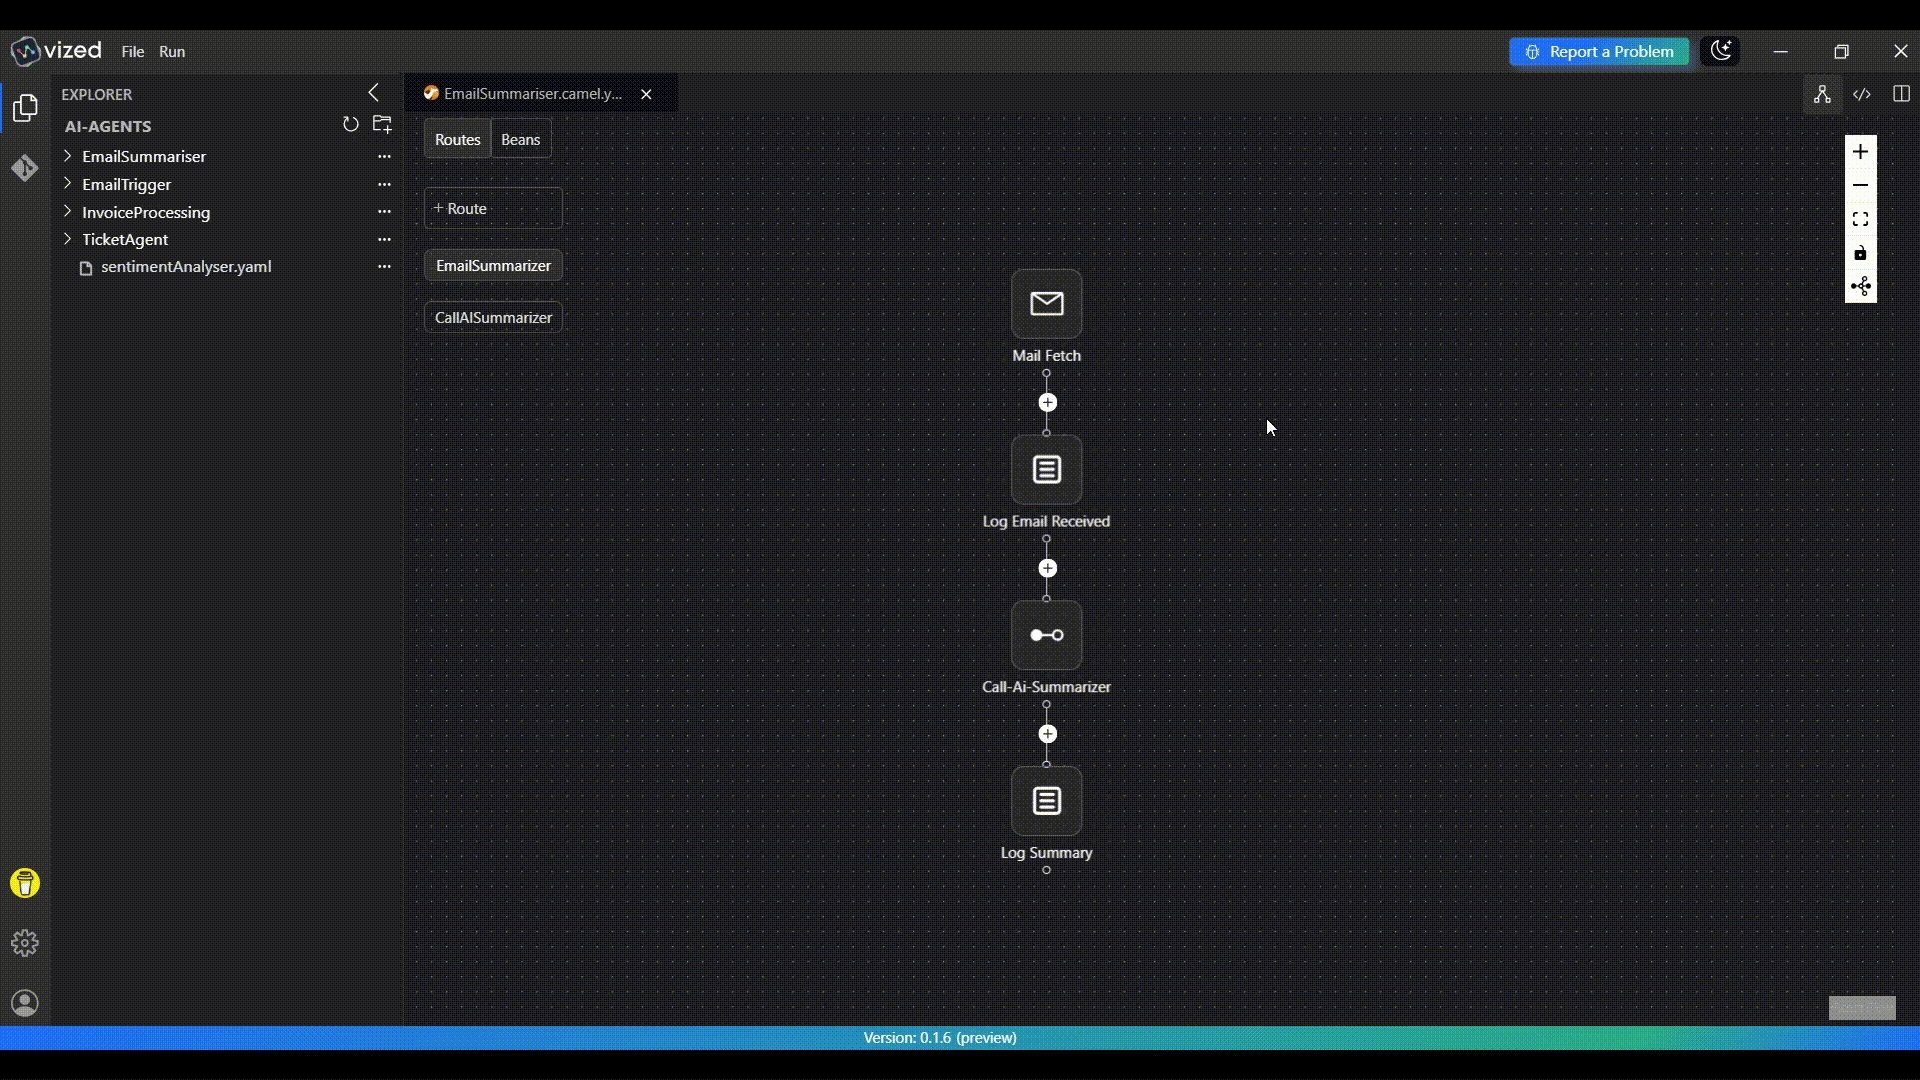 vized File Run
Report a Problem
EXPLORER
AI-AGENTS
EmailSummariser
EmailTrigger
InvoiceProcessing
TicketAgent
sentimentAnalyser.yaml
EmailSummariser.camel.y...
Routes Beans
+ Route
EmailSummarizer
CallAISummarizer
Mail Fetch
Log Email Received
Call-Ai-Summarizer
Log Summary
Version: 0.1.6 (preview)